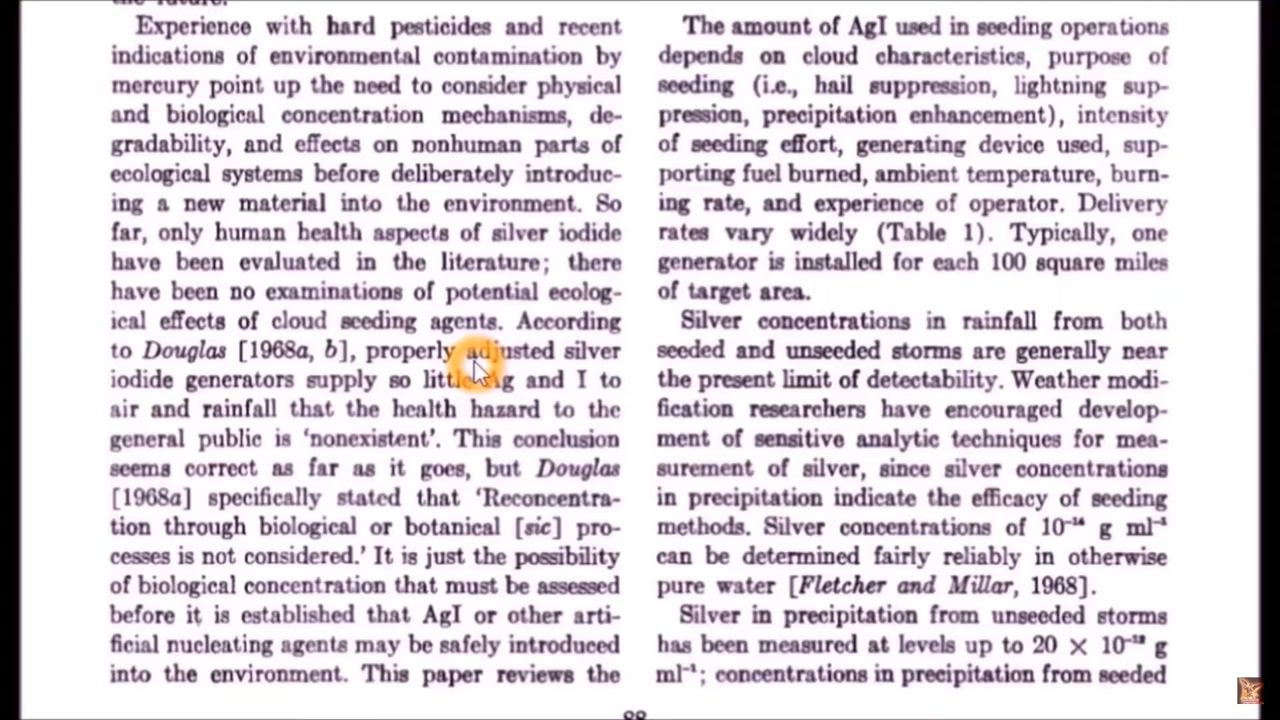 the future.
Experience with hard pesticides and recent
indications of environmental contamination by
mercury point up the need to consider physical
and biological concentration mechanisms, de-
gradability, and effects on nonhuman parts of
ecological systems before deliberately introduc-
ing a new material into the environment. So
far, only human health aspects of silver iodide
have been evaluated in the literature; there
have been no examinations of potential ecolog-
ical effects of cloud seeding agents. According
to Douglas [1968a, b], properly adjusted silver
iodide generators supply so little Ag and I to
air and rainfall that the health hazard to the
general public is ‘nonexistent’. This conclusion
seems correct as far as it goes, but Douglas
[1968a] specifically stated that ‘Reconcentra-
tion through biological or botanical [sic] pro-
cesses is not considered.’ It is just the possibility
of biological concentration that must be assessed
before it is established that AgI or other arti-
ficial nucleating agents may be safely introduced
into the environment. This paper reviews the
The amount of AgI used in seeding operations
depends on cloud characteristics, purpose of
seeding (i.e., hail suppression, lightning sup-
pression, precipitation enhancement), intensity
of seeding effort, generating device used, sup-
porting fuel burned, ambient temperature, burn-
ing rate, and experience of operator. Delivery
rates vary widely (Table 1). Typically, one
generator is installed for each 100 square miles
of target area.
Silver concentrations in rainfall from both
seeded and unseeded storms are generally near
the present limit of detectability. Weather modi-
fication researchers have encouraged develop-
ment of sensitive analytic techniques for mea-
surement of silver, since silver concentrations
in precipitation indicate the efficacy of seeding
methods. Silver concentrations of g ml⁻¹
can be determined fairly reliably in otherwise
pure water [Fletcher and Millar, 1968].
Silver in precipitation from unseeded storms
has been measured at levels up to 20 × g
ml⁻¹; concentrations in precipitation from seeded
88